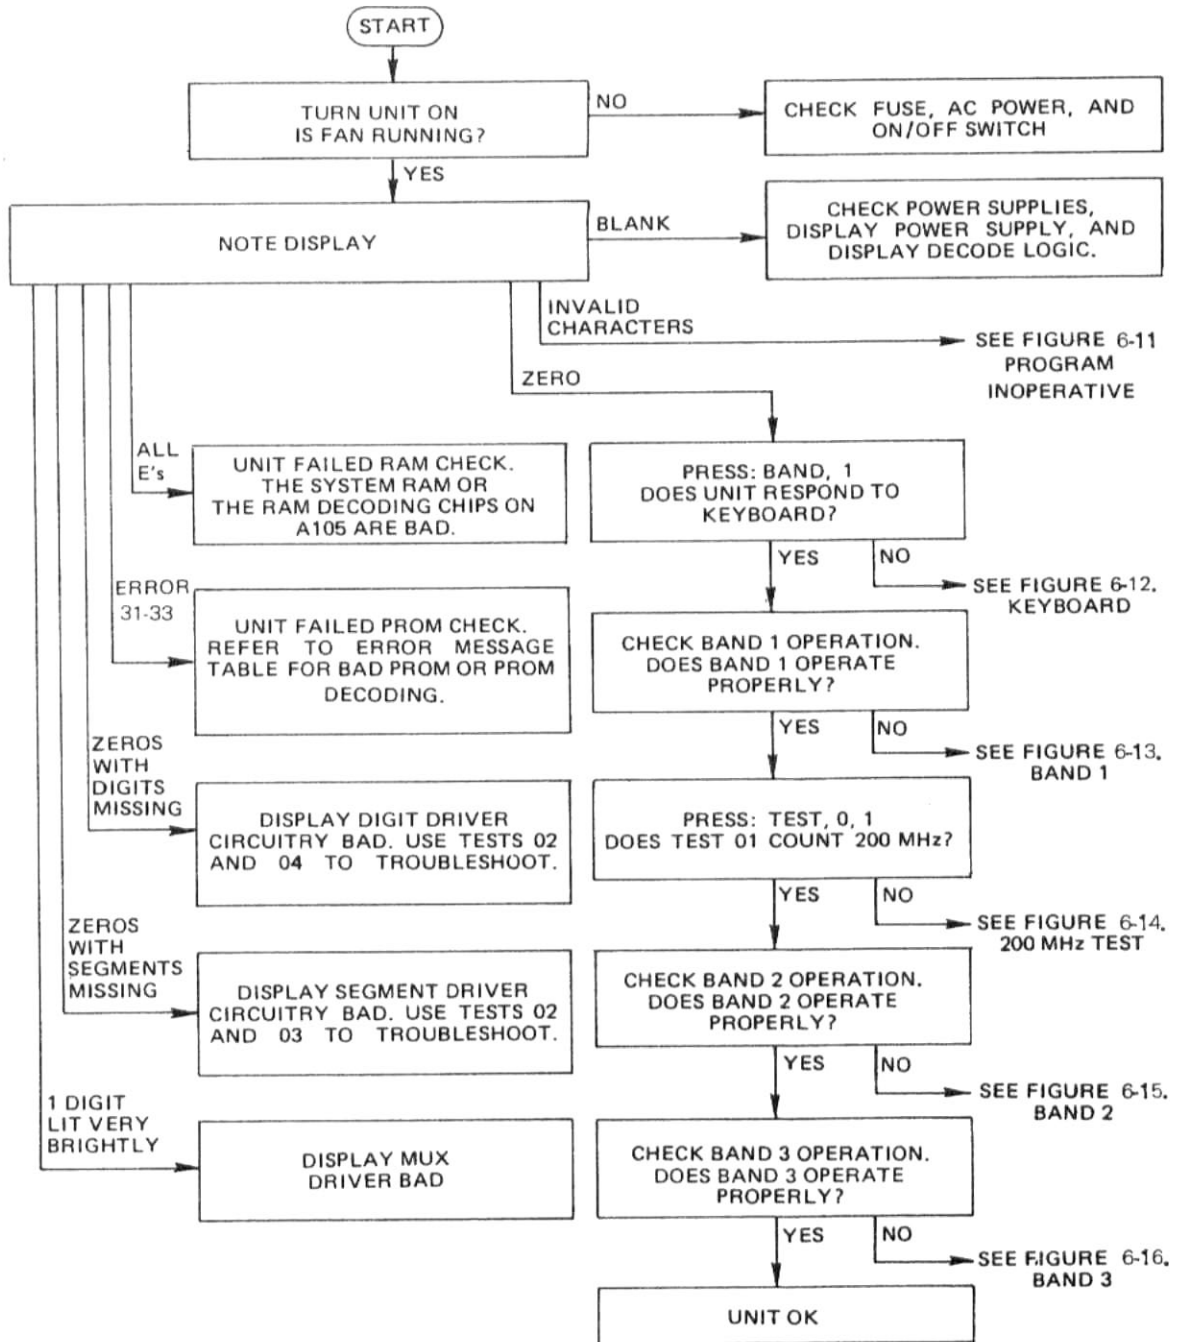 START
TURN UNIT ON
IS FAN RUNNING?
NO
CHECK FUSE, AC POWER, AND
ON/OFF SWITCH
YES
NOTE DISPLAY
BLANK
CHECK POWER SUPPLIES,
DISPLAY POWER SUPPLY, AND
DISPLAY DECODE LOGIC.
INVALID
CHARACTERS
SEE FIGURE 6-11
PROGRAM
INOPERATIVE
ZERO
ALL
E's
UNIT FAILED RAM CHECK.
THE SYSTEM RAM OR
THE RAM DECODING CHIPS ON
A105 ARE BAD.
PRESS: BAND, 1
DOES UNIT RESPOND TO
KEYBOARD?
YES
NO
SEE FIGURE 6-12.
KEYBOARD
ERROR
31-33
UNIT FAILED PROM CHECK.
REFER TO ERROR MESSAGE
TABLE FOR BAD PROM OR PROM
DECODING.
CHECK BAND 1 OPERATION.
DOES BAND 1 OPERATE
PROPERLY?
YES
NO
SEE FIGURE 6-13.
BAND 1
ZEROS
WITH
DIGITS
MISSING
DISPLAY DIGIT DRIVER
CIRCUITRY BAD. USE TESTS 02
AND 04 TO TROUBLESHOOT.
PRESS: TEST, 0, 1
DOES TEST 01 COUNT 200 MHz?
YES
NO
SEE FIGURE 6-14.
200 MHz TEST
ZEROS
WITH
SEGMENTS
MISSING
DISPLAY SEGMENT DRIVER
CIRCUITRY BAD. USE TESTS 02
AND 03 TO TROUBLESHOOT.
CHECK BAND 2 OPERATION.
DOES BAND 2 OPERATE
PROPERLY?
YES
NO
SEE FIGURE 6-15.
BAND 2
1 DIGIT
LIT VERY
BRIGHTLY
DISPLAY MUX
DRIVER BAD
CHECK BAND 3 OPERATION.
DOES BAND 3 OPERATE
PROPERLY?
YES
NO
SEE FIGURE 6-16.
BAND 3
UNIT OK